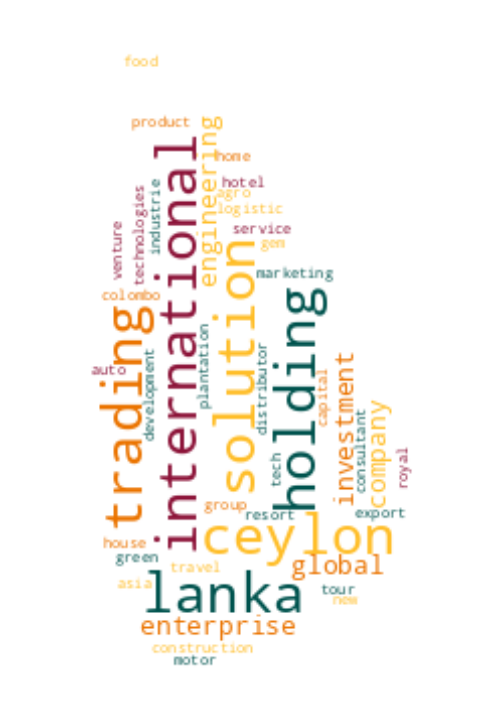 food
product
engineering
home
international
hotel
agro
technologies
industrie
logistic
venture
service
gem
solution
marketing
colombo
holding
trading
plantation
distributor
development
auto
investment
capital
company
consultant
royal
tech
group
resort
export
ceylon
house
green
global
travel
asia
lanka
tour
new
enterprise
construction
motor